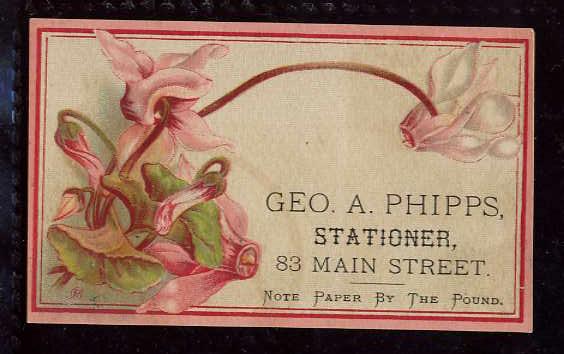 GEO. A. PHIPPS,
STATIONER,
83 MAIN STREET.
NOTE PAPER BY THE POUND.